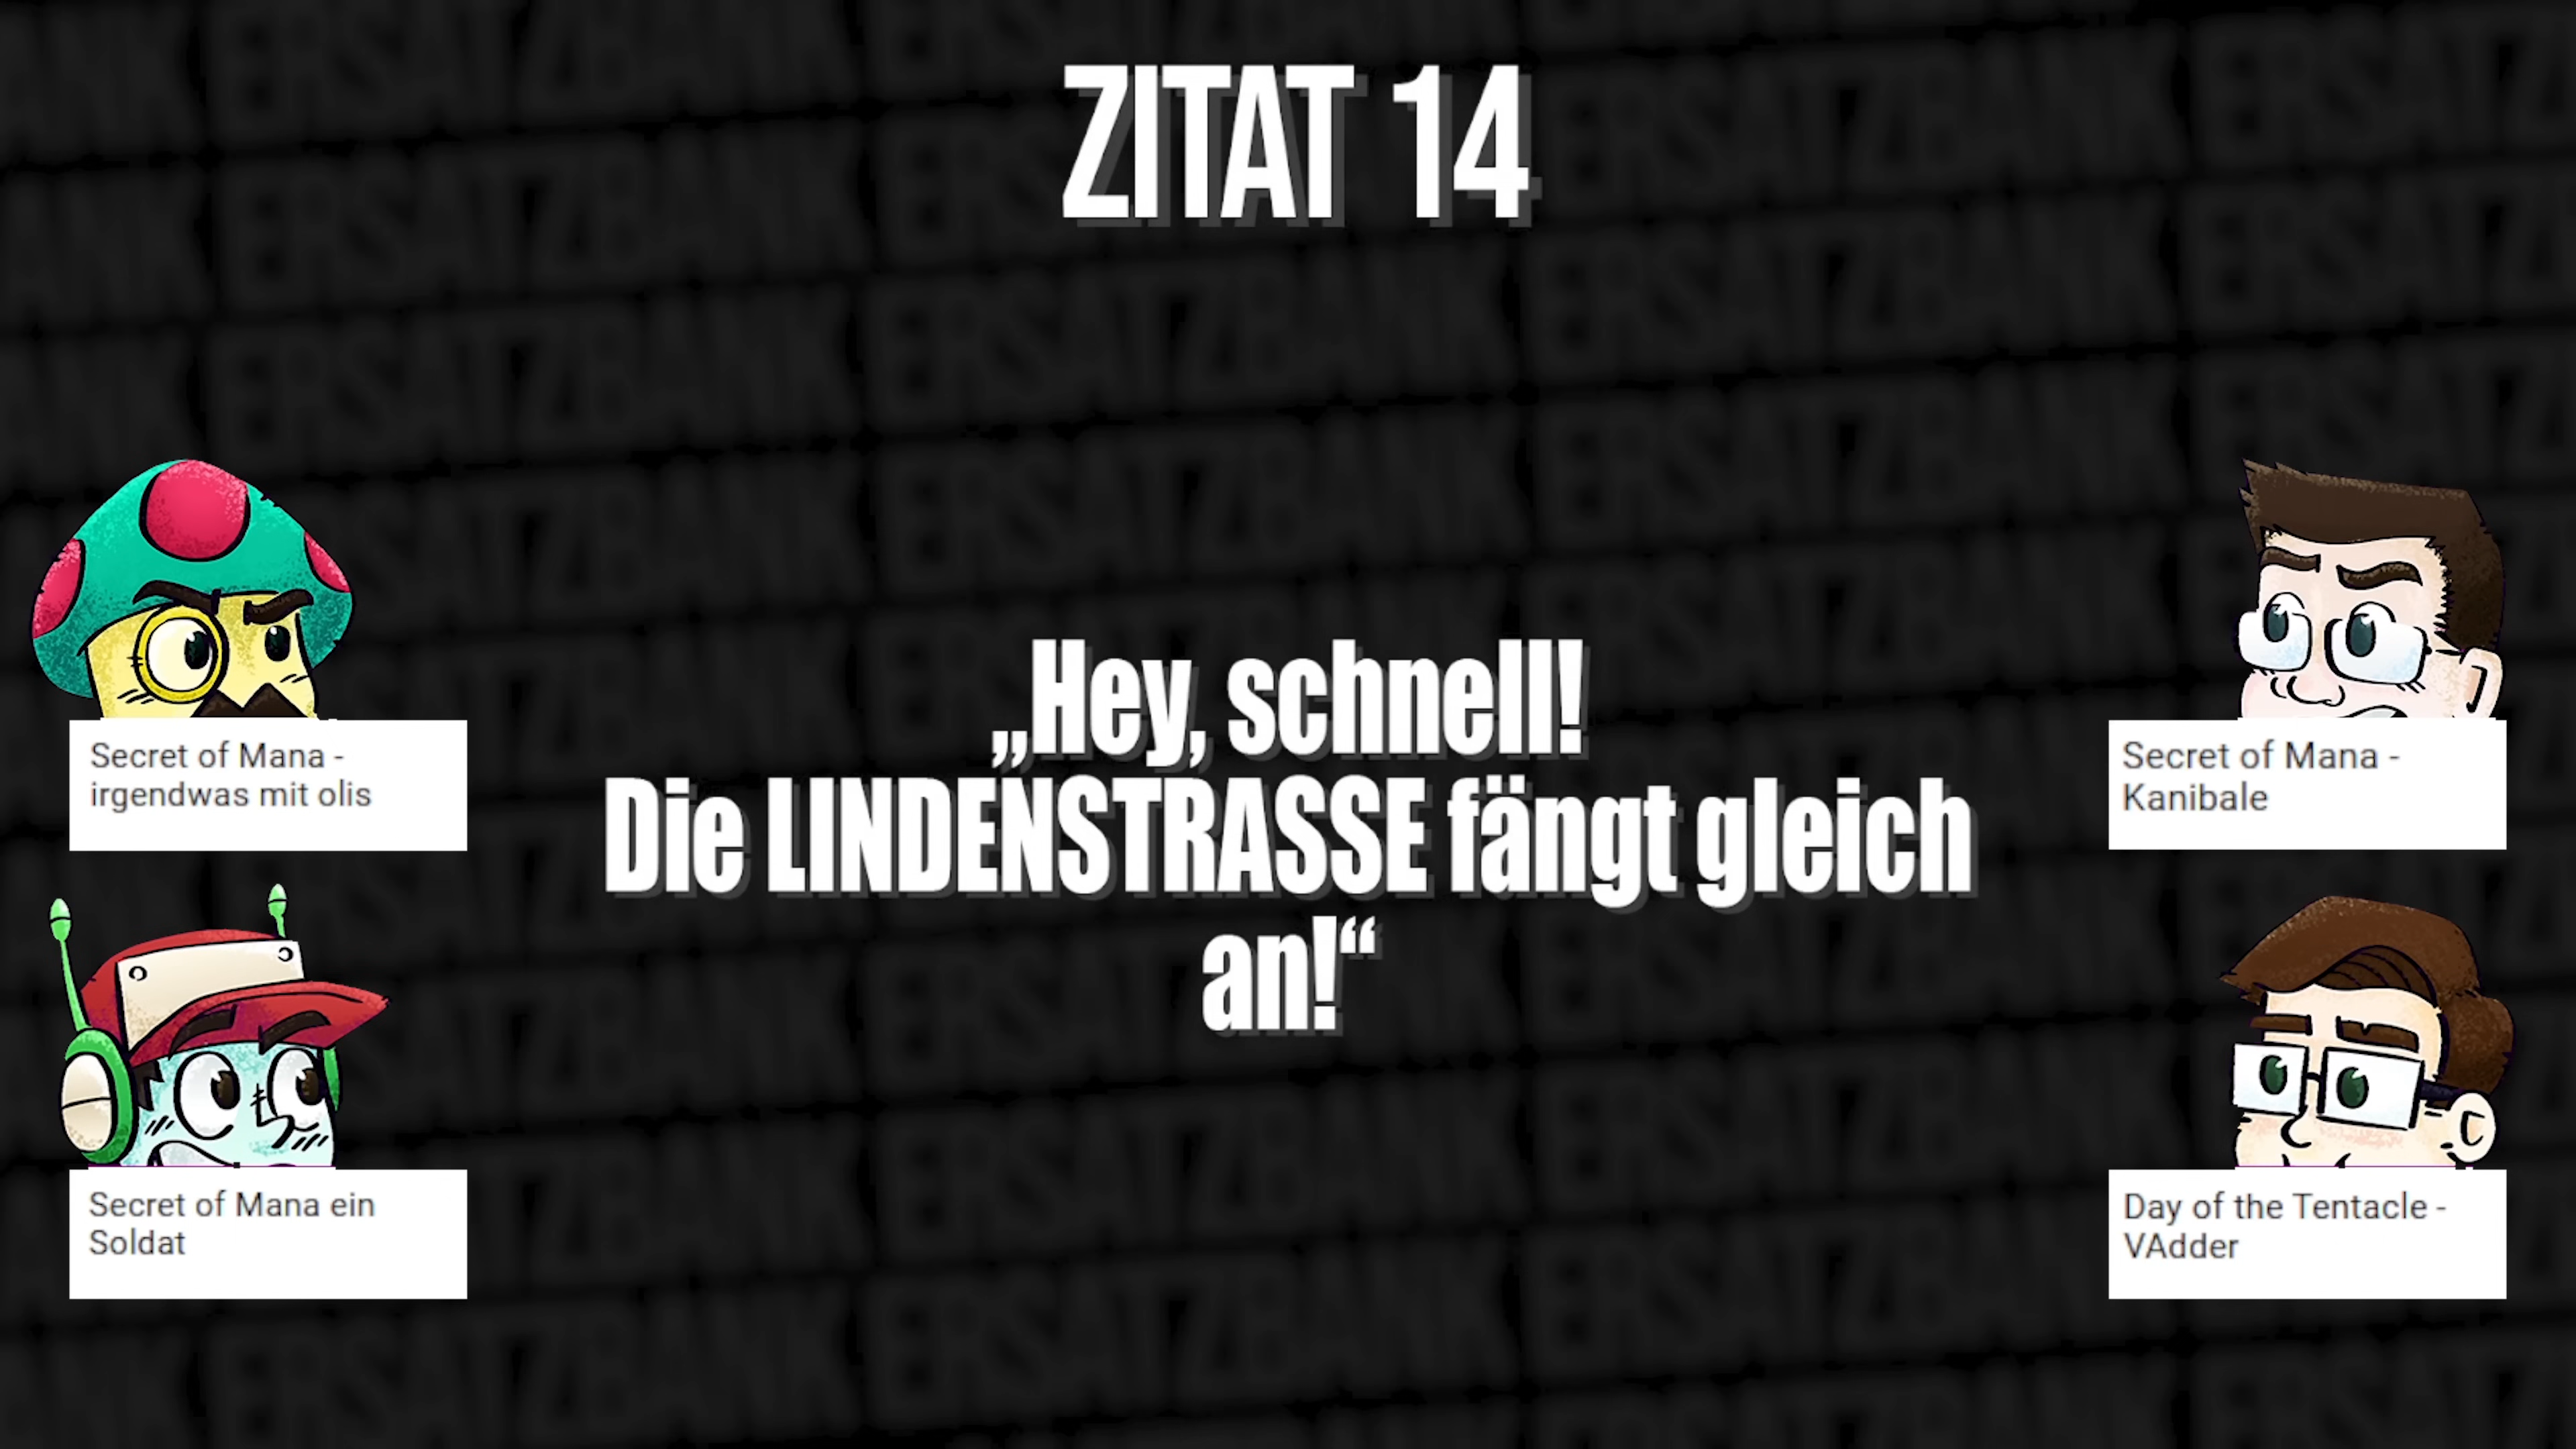 ZITAT 14
„Hey, schnell!
Die LINDENSTRASSE fängt gleich
an!“
Secret of Mana -
irgendwas mit olis
Secret of Mana ein
Soldat
Secret of Mana -
Kanibale
Day of the Tentacle -
VAdder
ERSATZBANK